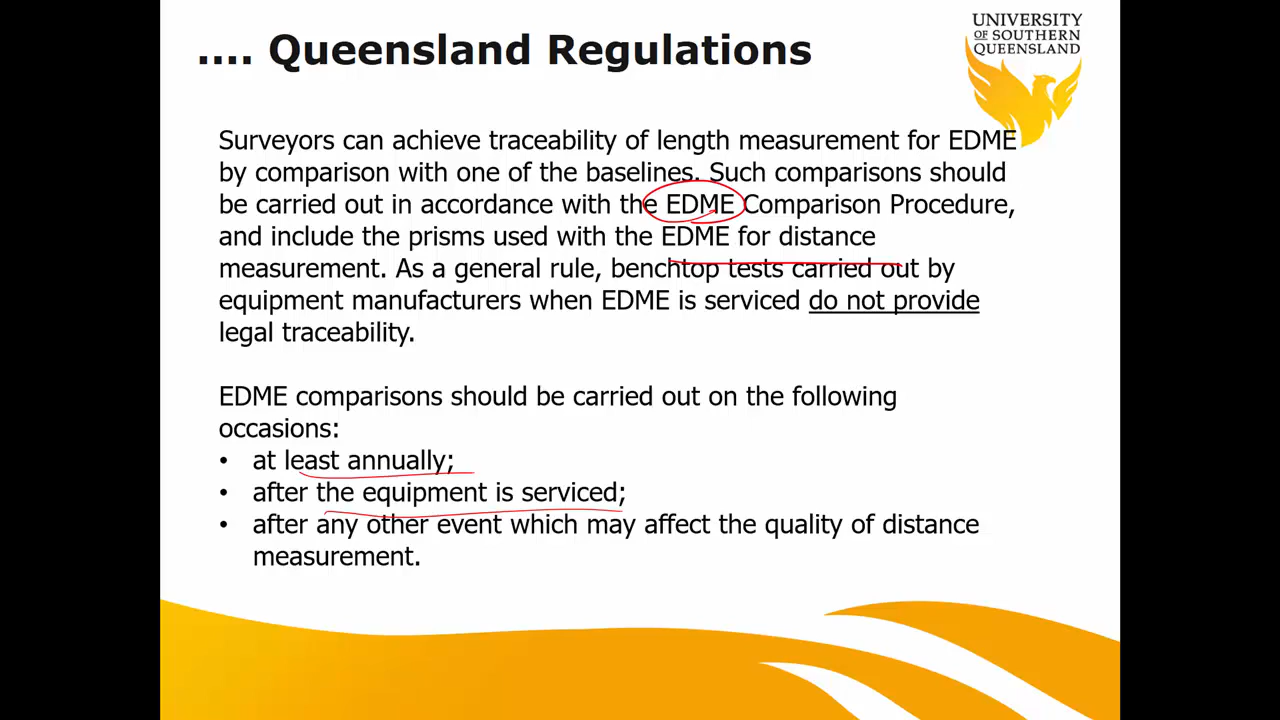 .... Queensland Regulations
UNIVERSITY
OF SOUTHERN
QUEENSLAND
Surveyors can achieve traceability of length measurement for EDME
by comparison with one of the baselines. Such comparisons should
be carried out in accordance with the EDME Comparison Procedure,
and include the prisms used with the EDME for distance
measurement. As a general rule, benchtop tests carried out by
equipment manufacturers when EDME is serviced do not provide
legal traceability.
EDME comparisons should be carried out on the following
occasions:
• at least annually;
• after the equipment is serviced;
• after any other event which may affect the quality of distance
measurement.